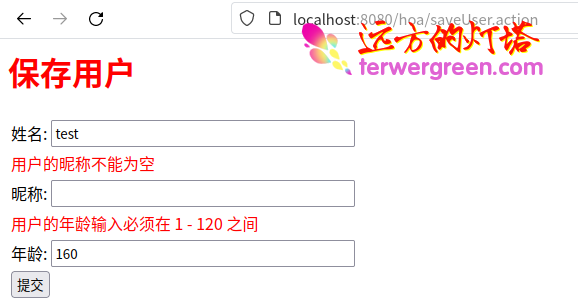 localhost:8080/hoa/saveUser.action
远方的灯塔
terwergreen.com
保存用户
姓名: test
用户的昵称不能为空
昵称:
用户的年龄输入必须在 1 - 120 之间
年龄: 160
提交